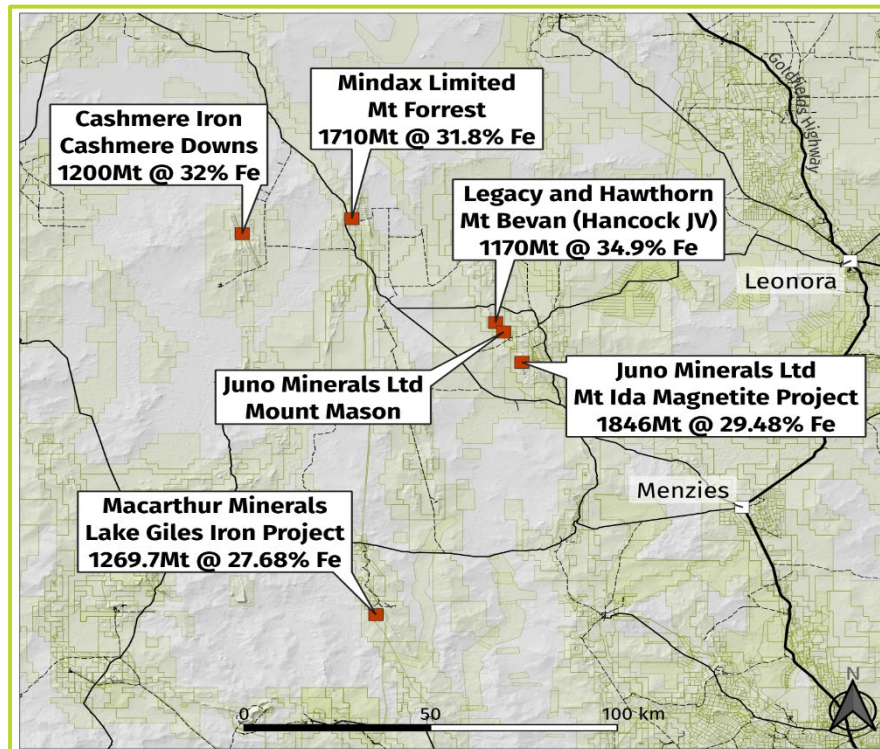 Goldfields Highway
Mindax Limited
Mt Forrest
1710Mt @ 31.8% Fe
Cashmere Iron
Cashmere Downs
1200Mt @ 32% Fe
Legacy and Hawthorn
Mt Bevan (Hancock JV)
1170Mt @ 34.9% Fe
Leonora
Juno Minerals Ltd
Mount Mason
Juno Minerals Ltd
Mt Ida Magnetite Project
1846Mt @ 29.48% Fe
Menzies
Macarthur Minerals
Lake Giles Iron Project
1269.7Mt @ 27.68% Fe
N
0 50 100 km